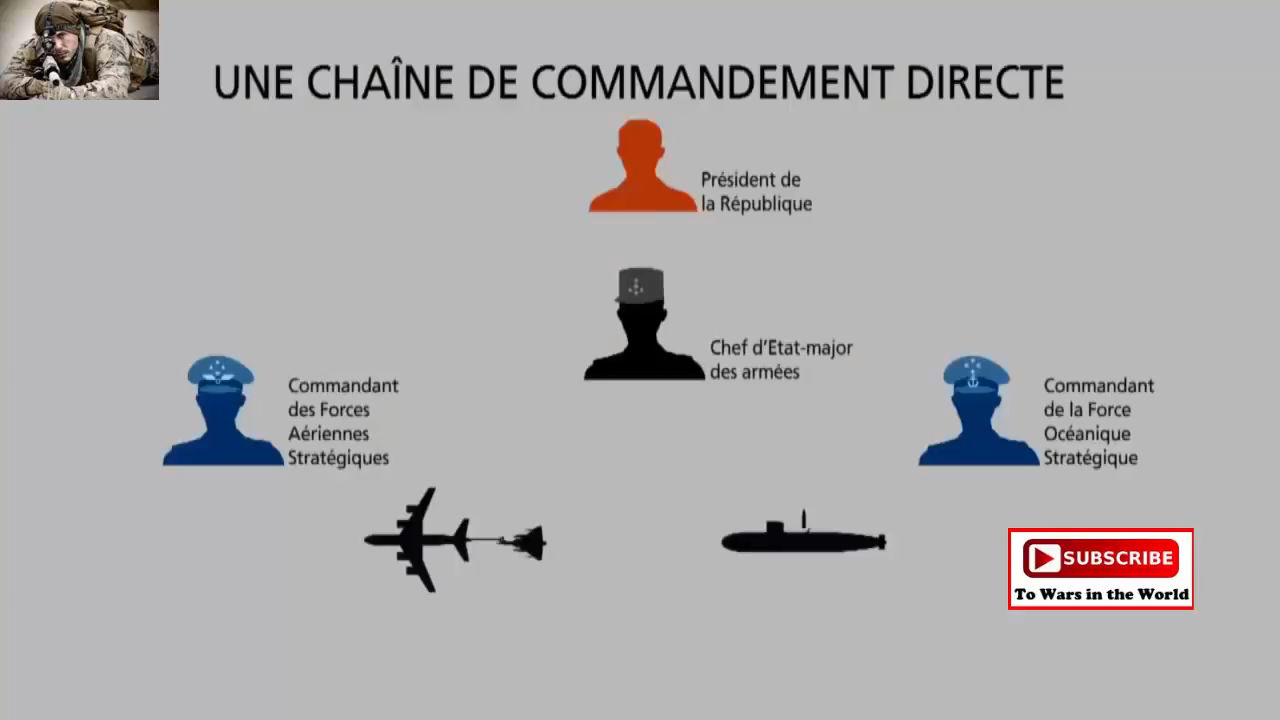 UNE CHAÎNE DE COMMANDEMENT DIRECTE
Président de
la République
Chef d'Etat-major
des armées
Commandant
des Forces
Aériennes
Stratégiques
Commandant
de la Force
Océanique
Stratégique
SUBSCRIBE
To Wars in the World